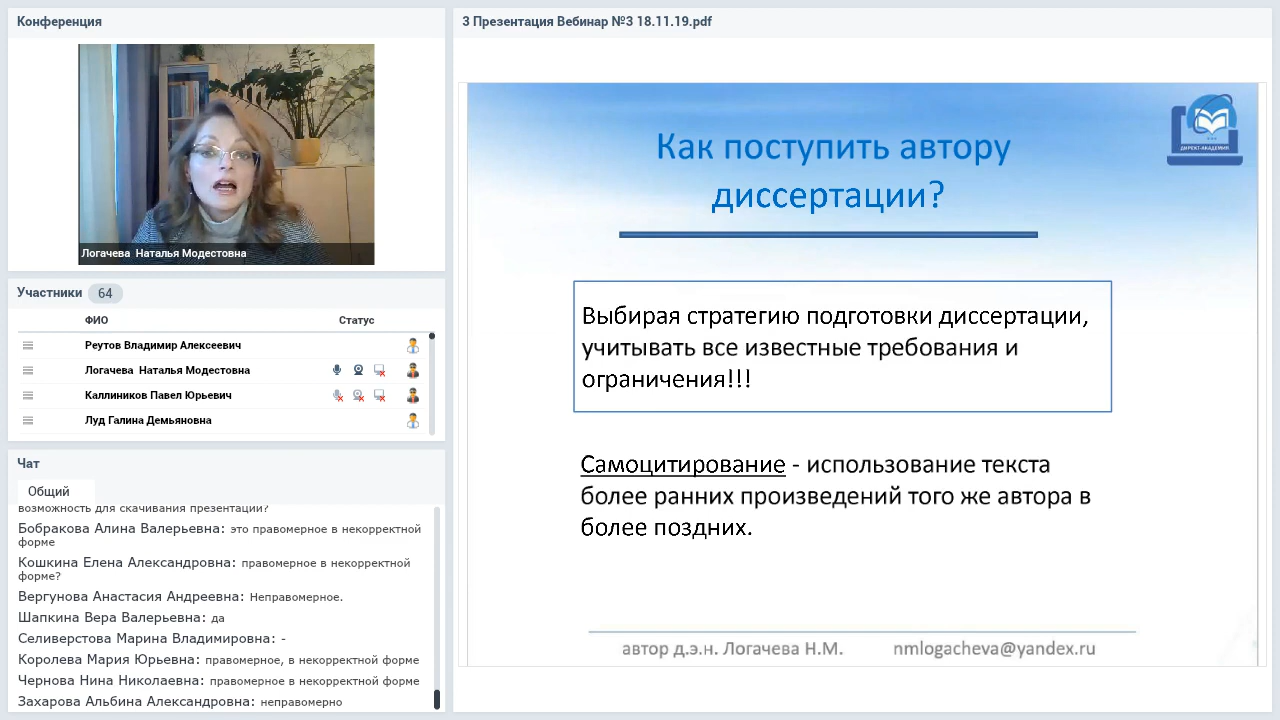 Конференция
Логачева  Наталья Модестовна
Участники 64
ФИО Статус
Реутов Владимир Алексеевич
Логачева  Наталья Модестовна
Каллиников Павел Юрьевич
Луд Галина Демьяновна
Чат
Общий
возможность для скачивания презентации?
Бобракова Алина Валерьевна: это правомерное в некорректной
форме
Кошкина Елена Александровна: правомерное в некорректной
форме?
Вергунова Анастасия Андреевна: Неправомерное.
Шапкина Вера Валерьевна: да
Селиверстова Марина Владимировна: -
Королева Мария Юрьевна: правомерное, в некорректной форме
Чернова Нина Николаевна: правомерное в некорректной форме
Захарова Альбина Александровна: неправомерно
3 Презентация Вебинар №3 18.11.19.pdf
ДИРЕКТ-АКАДЕМИЯ
Как поступить автору
диссертации?
Выбирая стратегию подготовки диссертации,
учитывать все известные требования и
ограничения!!!
Самоцитирование - использование текста
более ранних произведений того же автора в
более поздних.
автор д.э.н. Логачева Н.М. nmlogacheva@yandex.ru